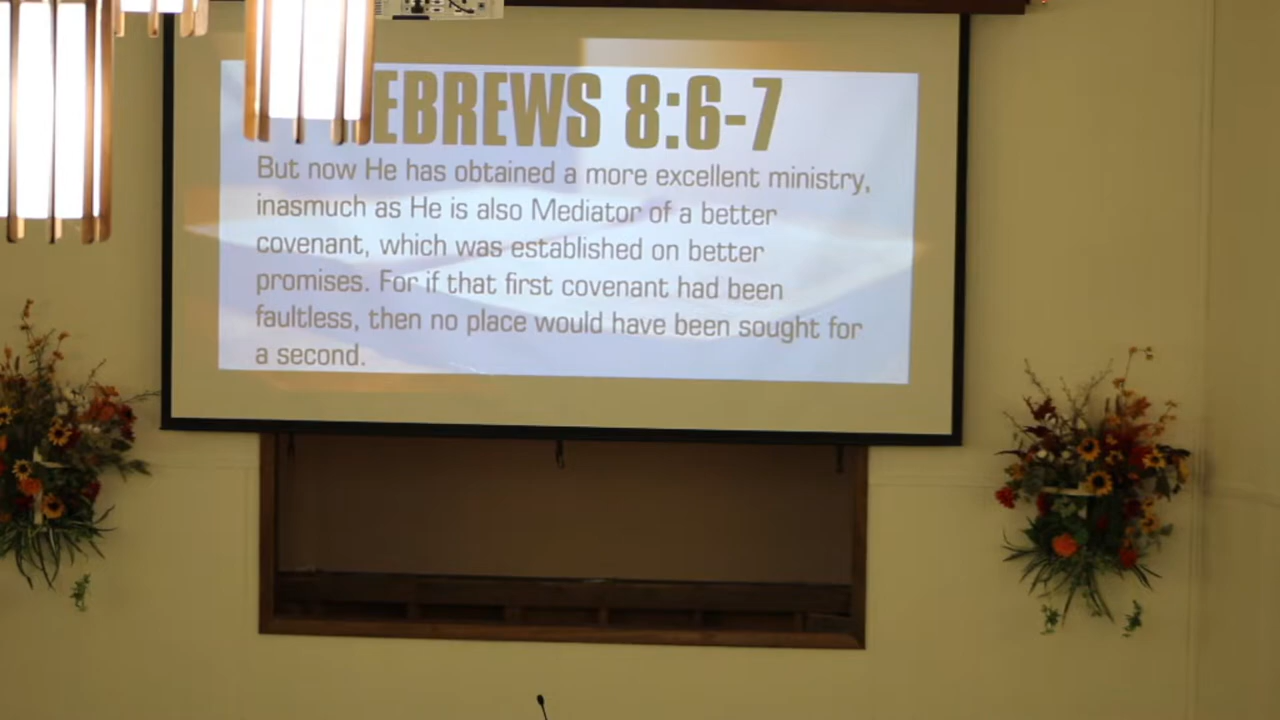 EBREWS 8:6-7
But now He has obtained a more excellent ministry,
inasmuch as He is also Mediator of a better
covenant, which was established on better
promises. For if that first covenant had been
faultless, then no place would have been sought for
a second.